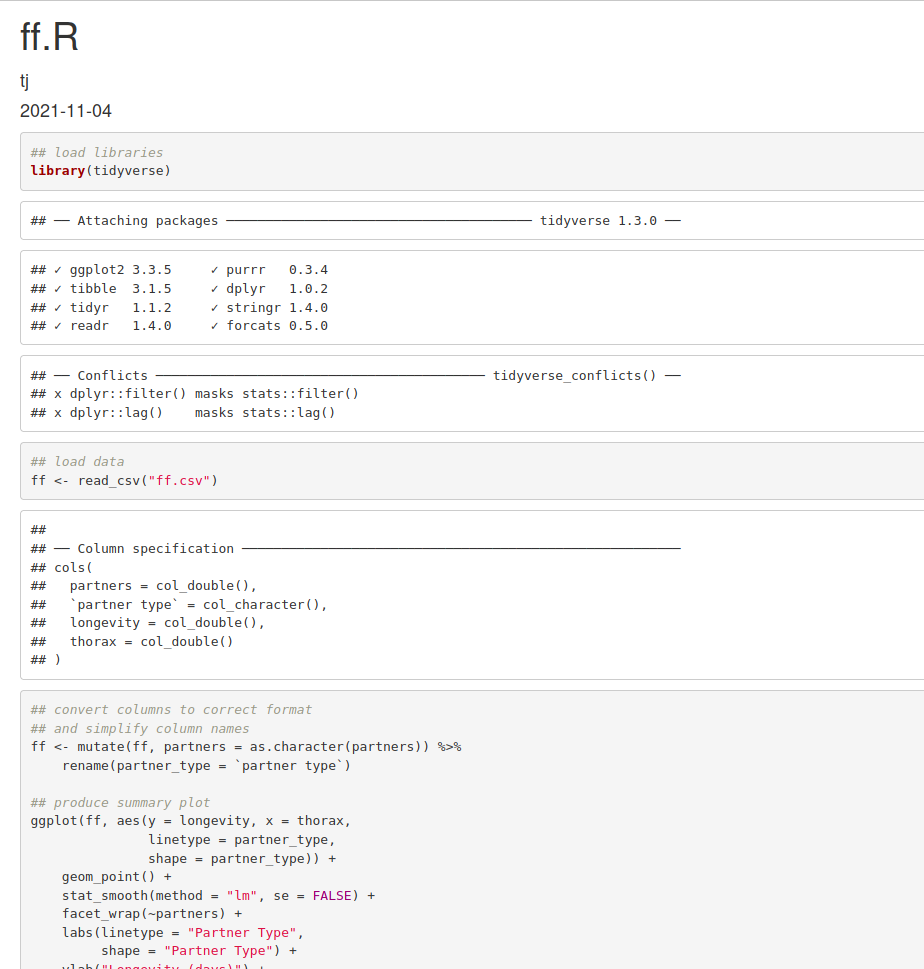 ff.R
tj
2021-11-04
## load libraries
library(tidyverse)
## ── Attaching packages ─────────────────────────────────────── tidyverse 1.3.0 ──
## ✓ ggplot2 3.3.5     ✓ purrr   0.3.4
## ✓ tibble  3.1.5     ✓ dplyr   1.0.2
## ✓ tidyr   1.1.2     ✓ stringr 1.4.0
## ✓ readr   1.4.0     ✓ forcats 0.5.0
## ── Conflicts ────────────────────────────────────────── tidyverse_conflicts() ──
## x dplyr::filter() masks stats::filter()
## x dplyr::lag()    masks stats::lag()
## load data
ff <- read_csv("ff.csv")
##
## ── Column specification ────────────────────────────────────────────────────────
## cols(
##   partners = col_double(),
##   `partner type` = col_character(),
##   longevity = col_double(),
##   thorax = col_double()
## )
## convert columns to correct format
## and simplify column names
ff <- mutate(ff, partners = as.character(partners)) %>%
    rename(partner_type = `partner type`)
## produce summary plot
ggplot(ff, aes(y = longevity, x = thorax,
               linetype = partner_type,
               shape = partner_type)) +
    geom_point() +
    stat_smooth(method = "lm", se = FALSE) +
    facet_wrap(~partners) +
    labs(linetype = "Partner Type",
         shape = "Partner Type") +
    ylab("Longevity (days)") +